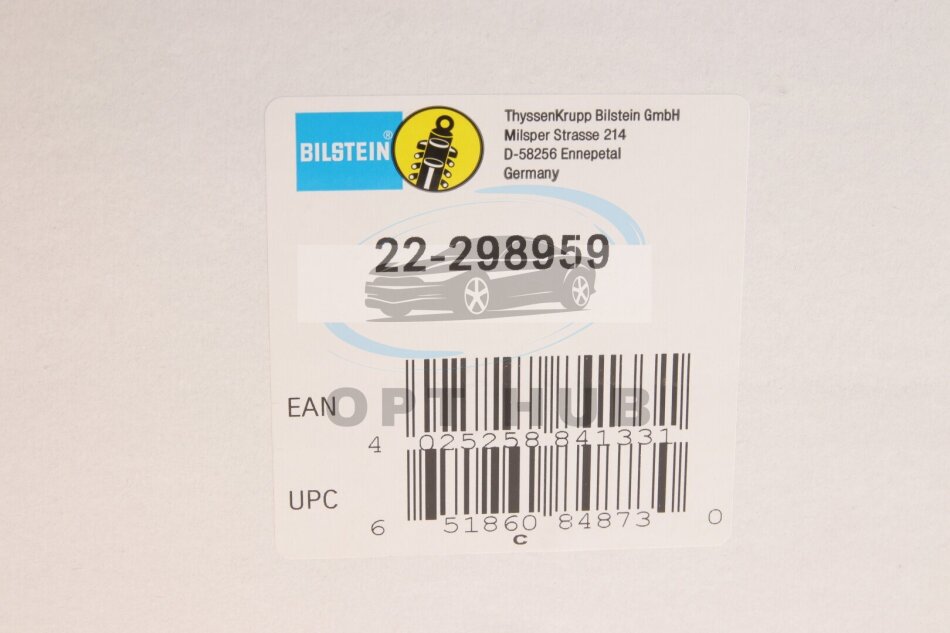 BILSTEIN®
ThyssenKrupp Bilstein GmbH
Milsper Strasse 214
D-58256 Ennepetal
Germany
22-298959
OPT HUB
EAN
4 025258 841331
UPC
6 51860 84873 0
C